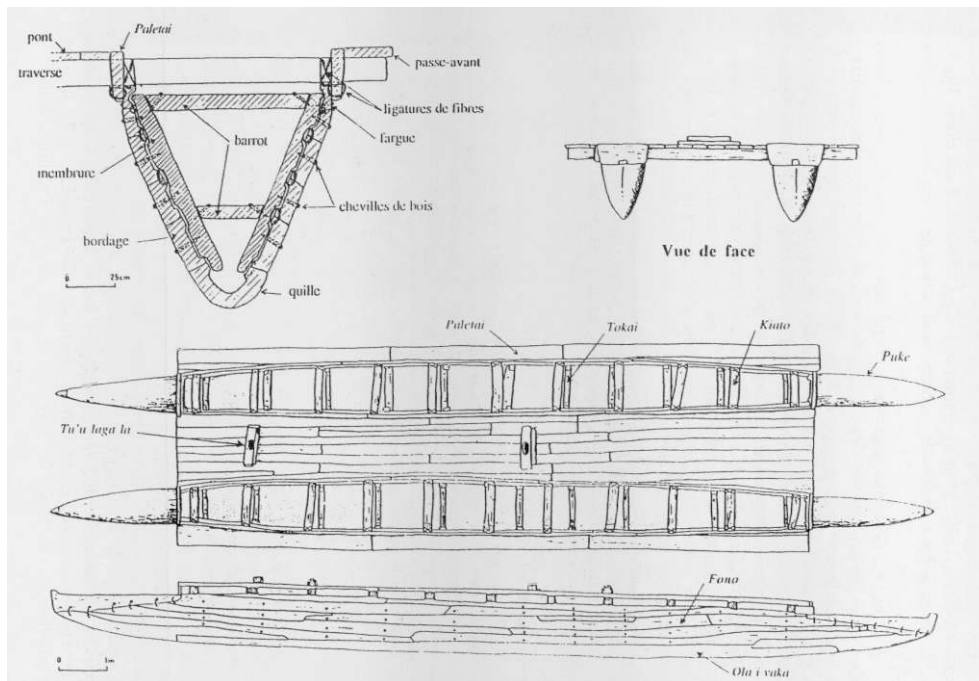 Paletai
pont
traverse
passe-avant
ligatures de fibres
fargue
barrot
membrure
chevilles de bois
bordage
quille
0 25cm
Vue de face
Paletai
Tokai
Kiato
Puke
Tu'u laga la
Fono
Ola i vaka
0 1m